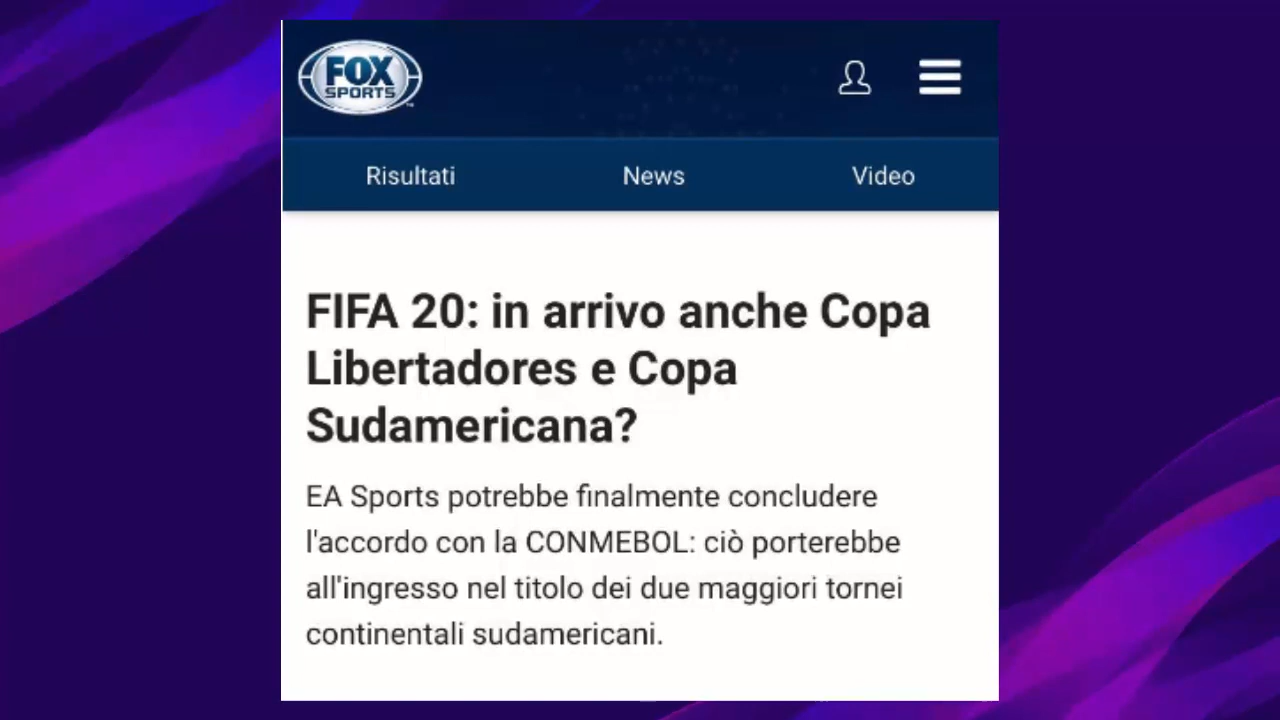 FOX
SPORTS
Risultati News Video
FIFA 20: in arrivo anche Copa
Libertadores e Copa
Sudamericana?
EA Sports potrebbe finalmente concludere
l'accordo con la CONMEBOL: ciò porterebbe
all'ingresso nel titolo dei due maggiori tornei
continentali sudamericani.